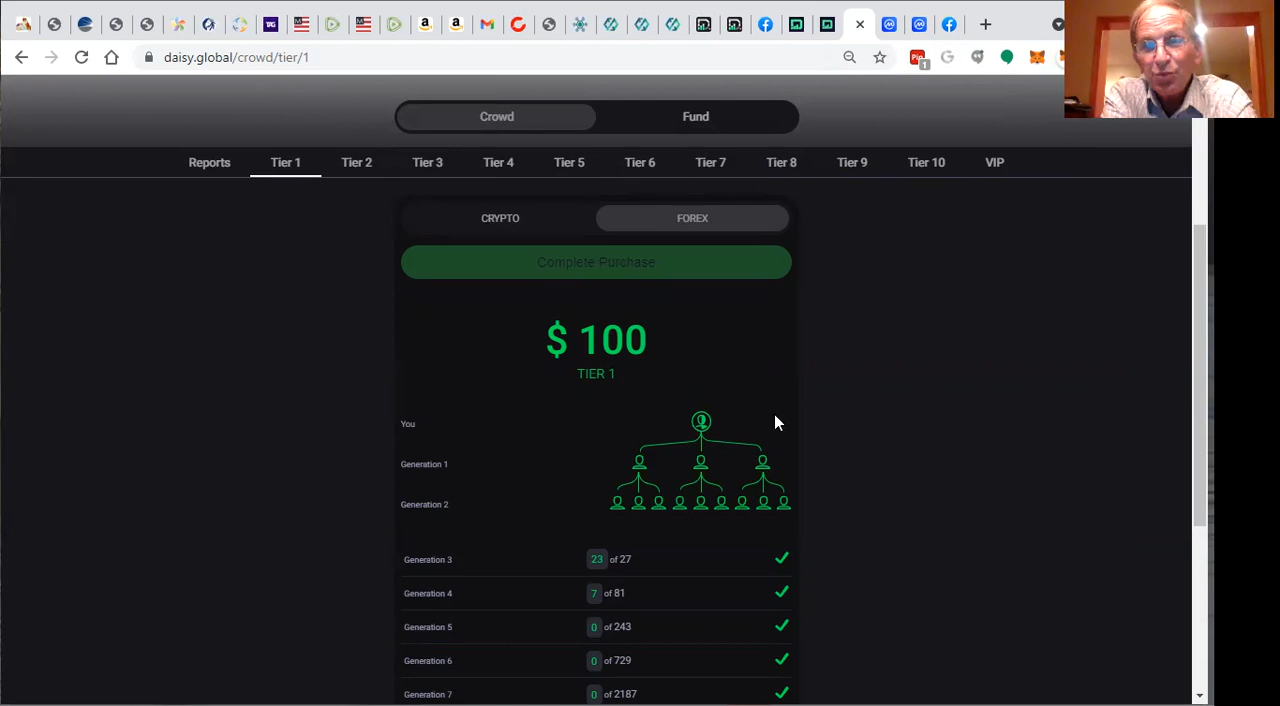 daisy.global/crowd/tier/1
1
Crowd Fund
Reports Tier 1 Tier 2 Tier 3 Tier 4 Tier 5 Tier 6 Tier 7 Tier 8 Tier 9 Tier 10 VIP
CRYPTO FOREX
Complete Purchase
$ 100
TIER 1
You
Generation 1
Generation 2
Generation 3 23 of 27
Generation 4 7 of 81
Generation 5 0 of 243
Generation 6 0 of 729
Generation 7 0 of 2187